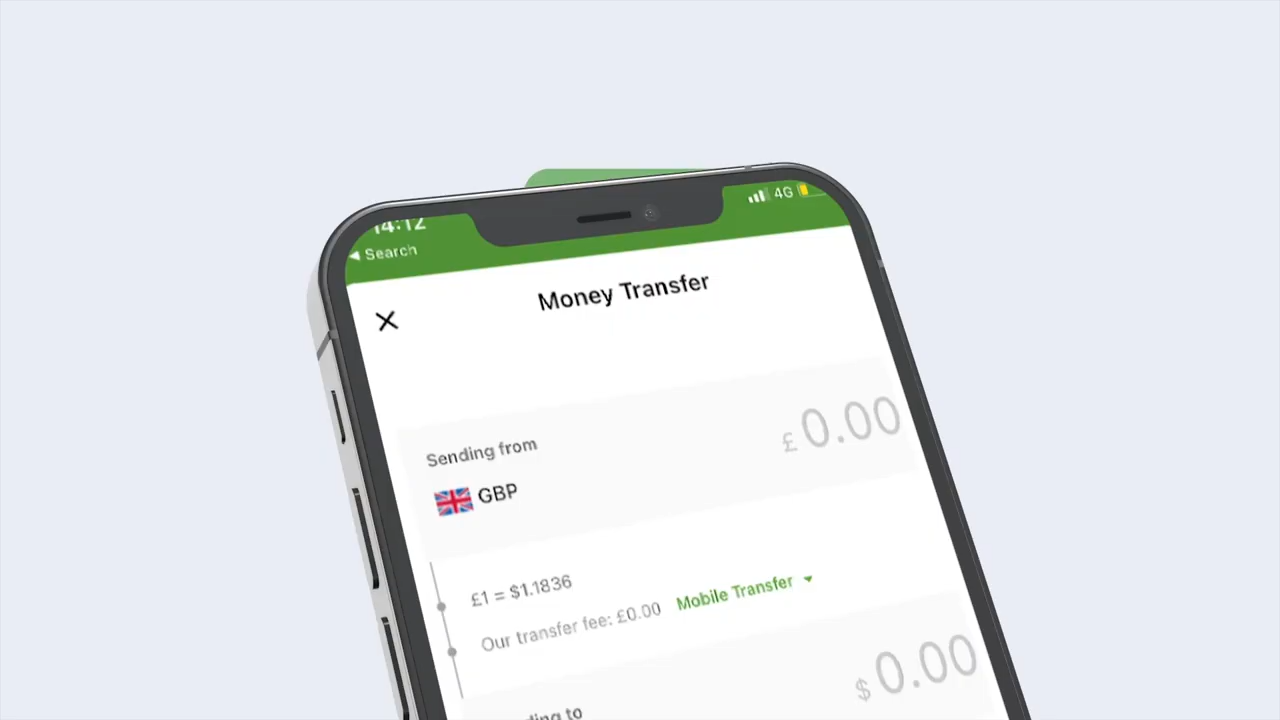 14:12
4G
◀ Search
Money Transfer
Sending from
£ 0.00
GBP
£1 = $1.1836
Our transfer fee: £0.00 Mobile Transfer
$ 0.00
to